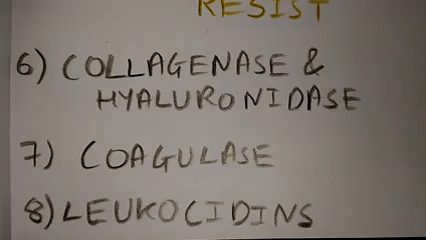 RESIST
6) COLLAGENASE &
HYALURONIDASE
7) COAGULASE
8) LEUKOCIDINS